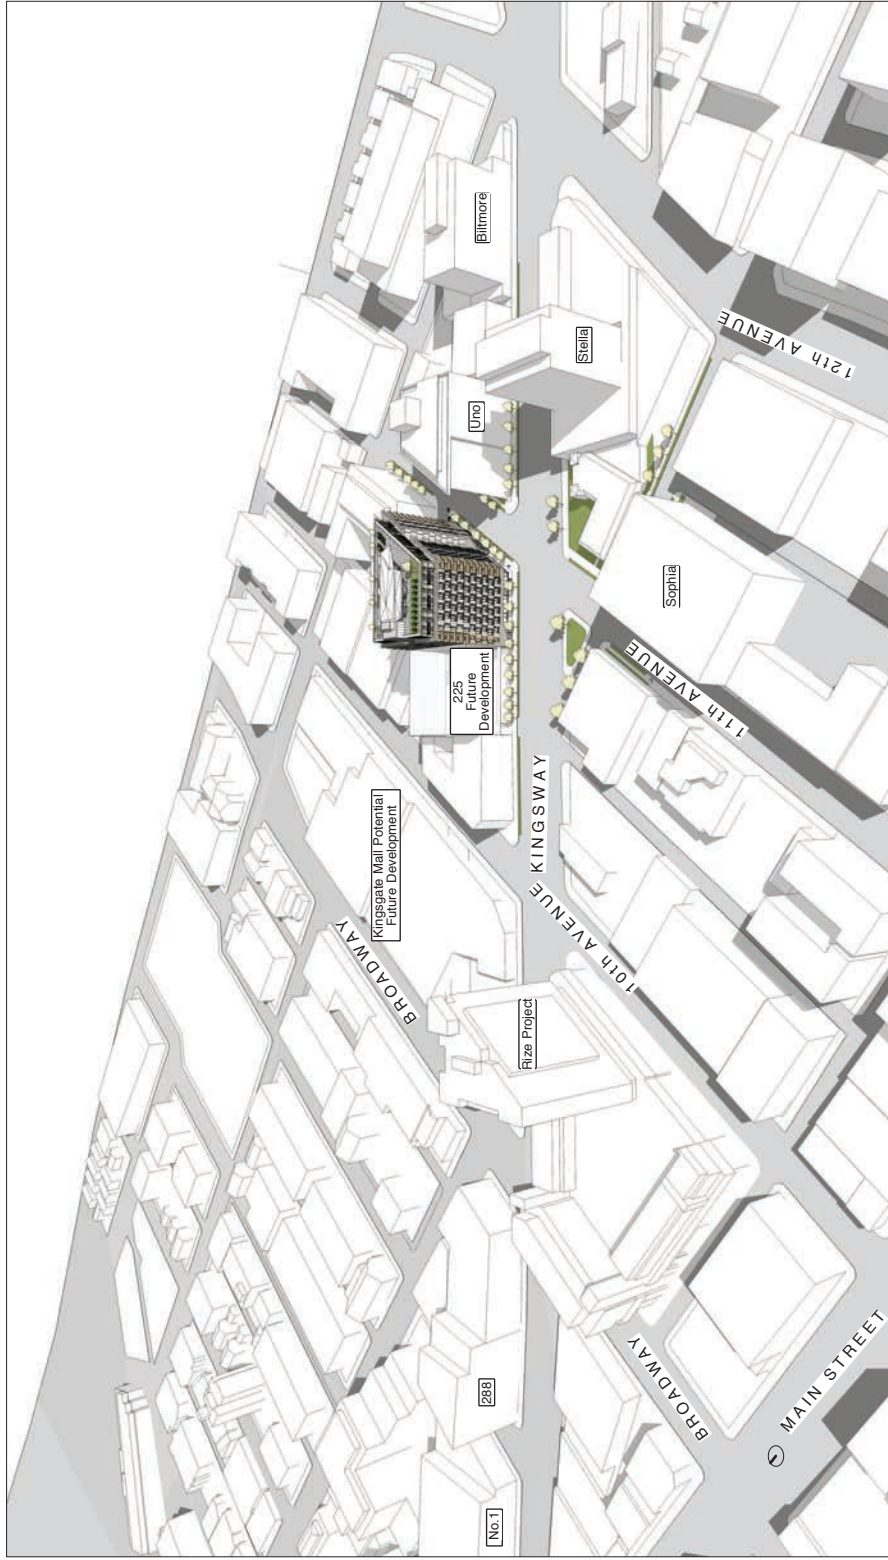 No.1
288
BROADWAY
MAIN STREET
Rize Project
BROADWAY
Kingsgate Mall Potential
Future Development
10th AVENUE
KINGSWAY
225
Future
Development
11th AVENUE
Sophia
Uno
Stella
12th AVENUE
Biltmore